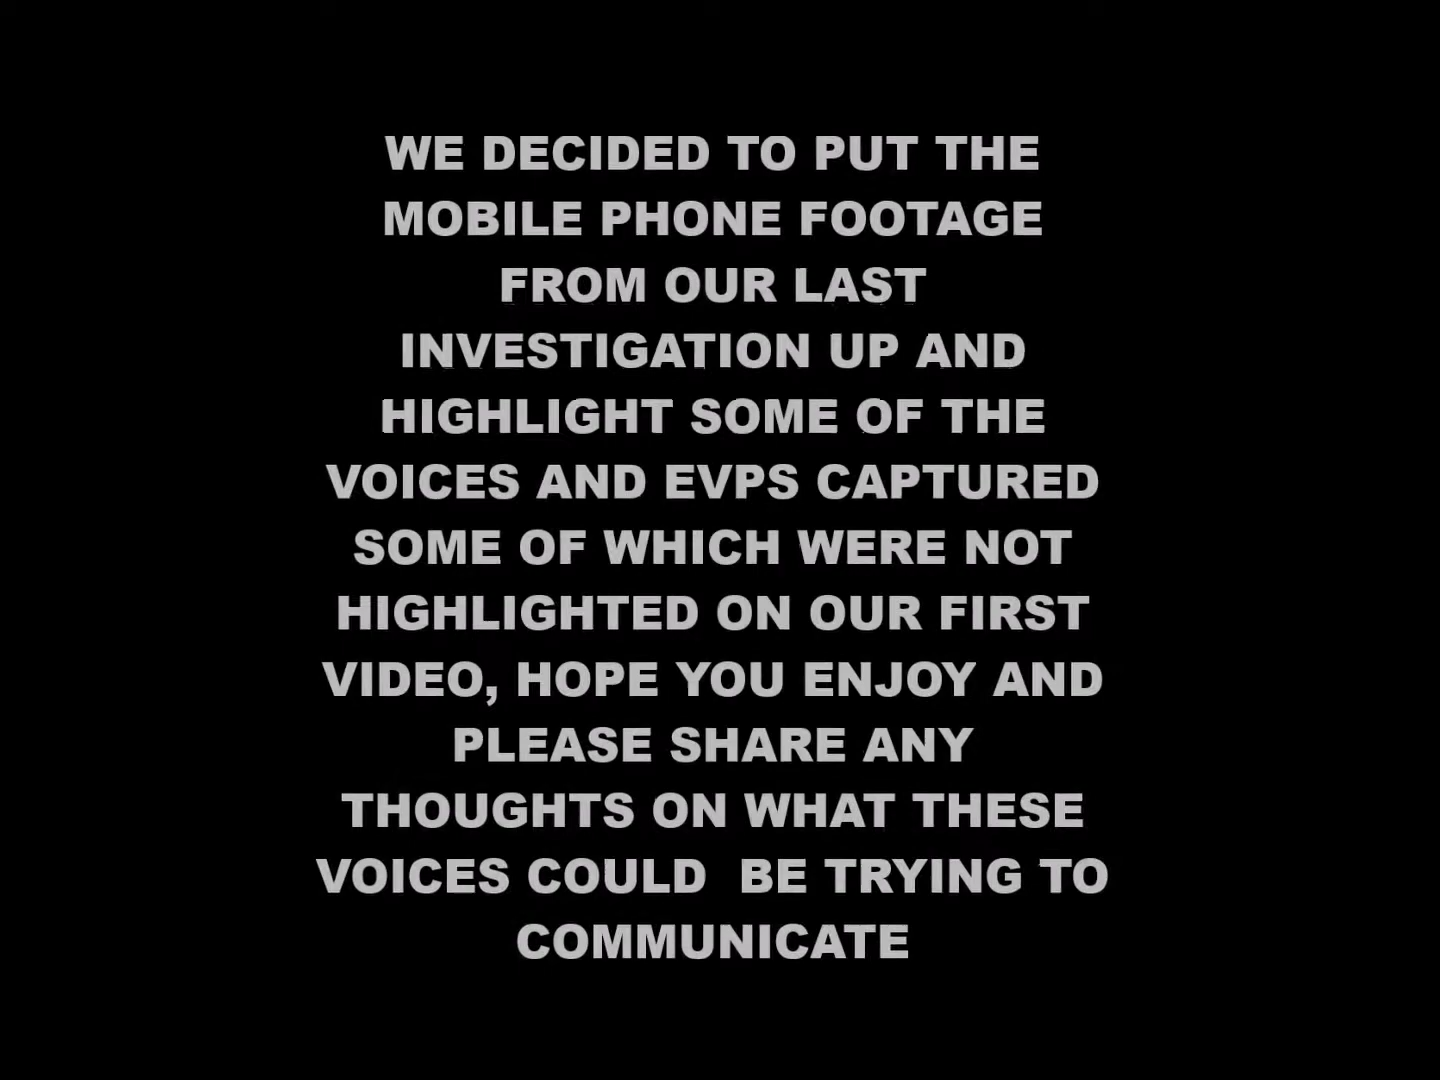 WE DECIDED TO PUT THE
MOBILE PHONE FOOTAGE
FROM OUR LAST
INVESTIGATION UP AND
HIGHLIGHT SOME OF THE
VOICES AND EVPS CAPTURED
SOME OF WHICH WERE NOT
HIGHLIGHTED ON OUR FIRST
VIDEO, HOPE YOU ENJOY AND
PLEASE SHARE ANY
THOUGHTS ON WHAT THESE
VOICES COULD  BE TRYING TO
COMMUNICATE